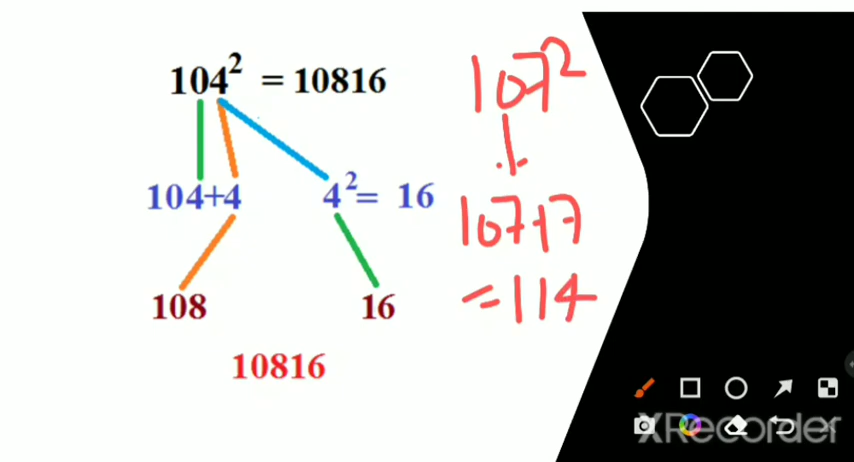 104² = 10816
104+4
4² = 16
108
16
10816
107²
107+7
=114
XRecorder